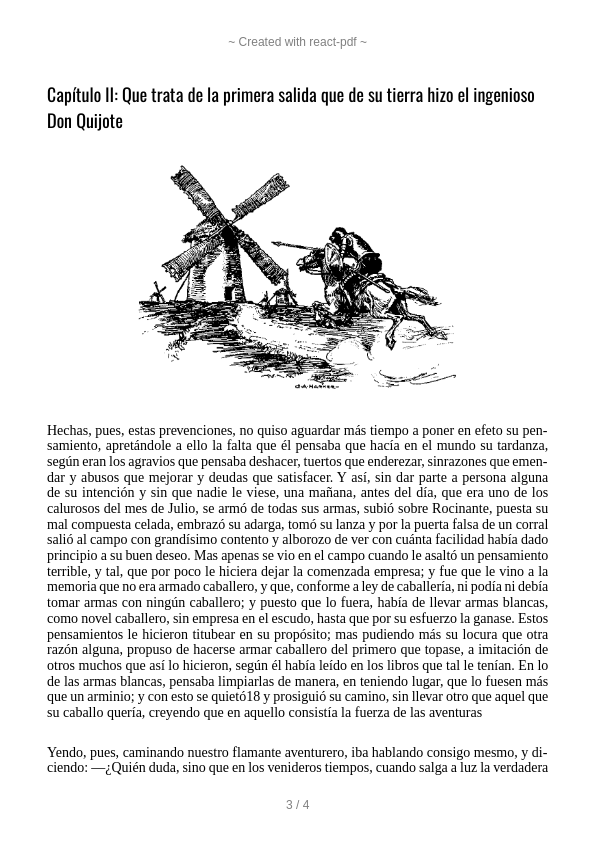 ~ Created with react-pdf ~
Capítulo II: Que trata de la primera salida que de su tierra hizo el ingenioso
Don Quijote
Hechas, pues, estas prevenciones, no quiso aguardar más tiempo a poner en efeto su pen-
samiento, apretándole a ello la falta que él pensaba que hacía en el mundo su tardanza,
según eran los agravios que pensaba deshacer, tuertos que enderezar, sinrazones que emen-
dar y abusos que mejorar y deudas que satisfacer. Y así, sin dar parte a persona alguna
de su intención y sin que nadie le viese, una mañana, antes del día, que era uno de los
calurosos del mes de Julio, se armó de todas sus armas, subió sobre Rocinante, puesta su
mal compuesta celada, embrazó su adarga, tomó su lanza y por la puerta falsa de un corral
salió al campo con grandísimo contento y alborozo de ver con cuánta facilidad había dado
principio a su buen deseo. Mas apenas se vio en el campo cuando le asaltó un pensamiento
terrible, y tal, que por poco le hiciera dejar la comenzada empresa; y fue que le vino a la
memoria que no era armado caballero, y que, conforme a ley de caballería, ni podía ni debía
tomar armas con ningún caballero; y puesto que lo fuera, había de llevar armas blancas,
como novel caballero, sin empresa en el escudo, hasta que por su esfuerzo la ganase. Estos
pensamientos le hicieron titubear en su propósito; mas pudiendo más su locura que otra
razón alguna, propuso de hacerse armar caballero del primero que topase, a imitación de
otros muchos que así lo hicieron, según él había leído en los libros que tal le tenían. En lo
de las armas blancas, pensaba limpiarlas de manera, en teniendo lugar, que lo fuesen más
que un arminio; y con esto se quietó18 y prosiguió su camino, sin llevar otro que aquel que
su caballo quería, creyendo que en aquello consistía la fuerza de las aventuras
Yendo, pues, caminando nuestro flamante aventurero, iba hablando consigo mesmo, y di-
ciendo: —¿Quién duda, sino que en los venideros tiempos, cuando salga a luz la verdadera
3 / 4